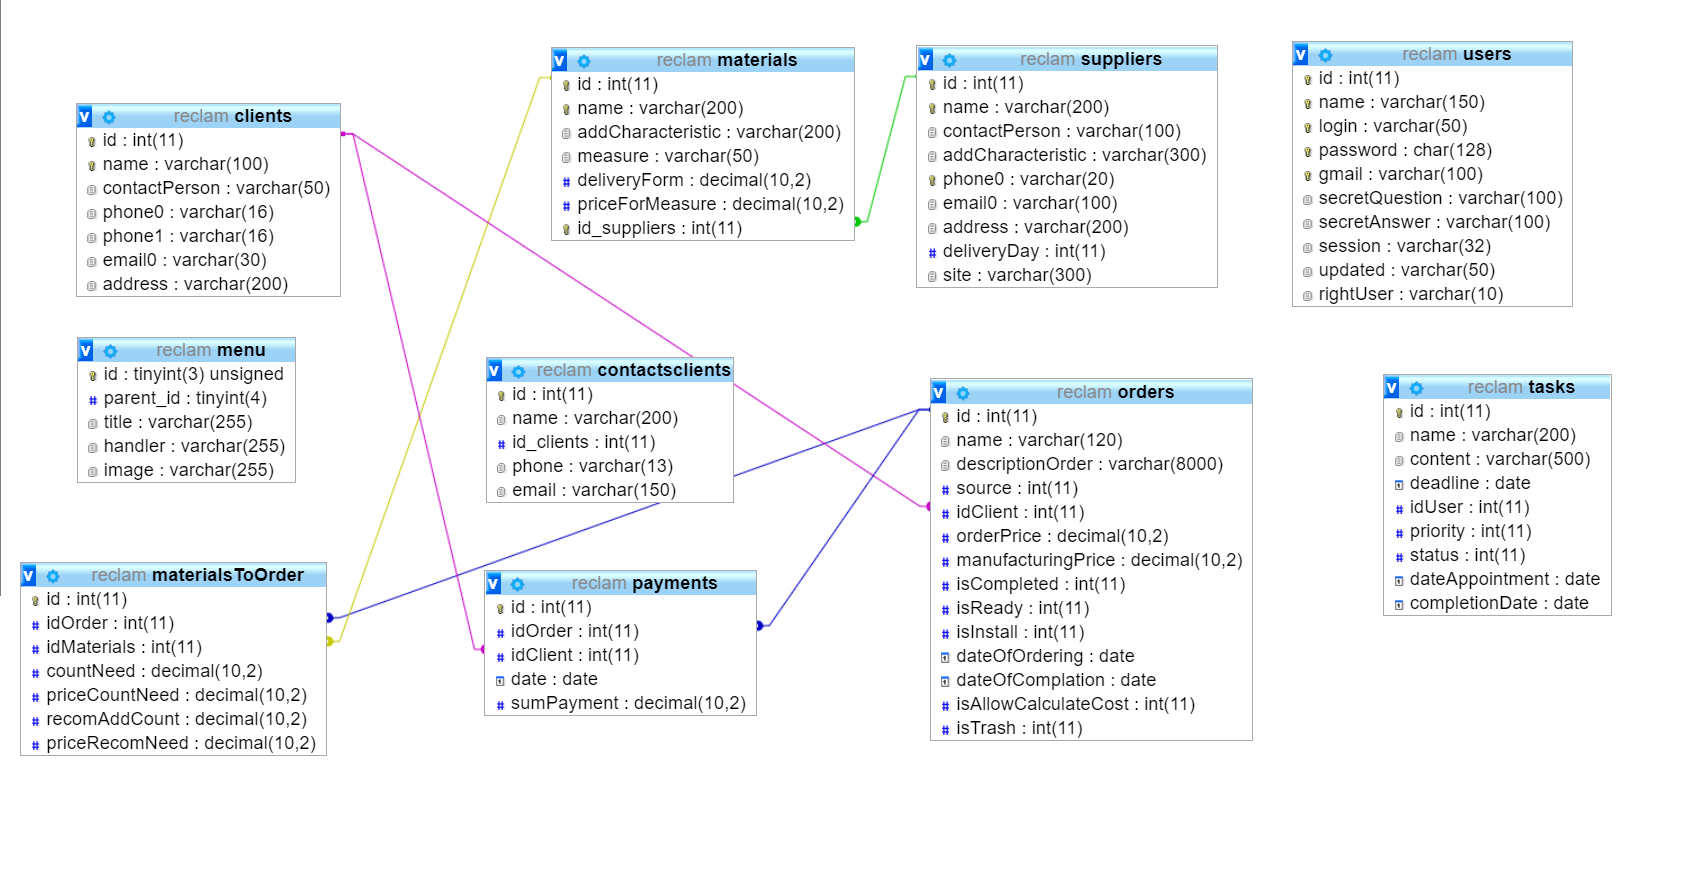 reclam clients
id : int(11)
name : varchar(100)
contactPerson : varchar(50)
phone0 : varchar(16)
phone1 : varchar(16)
email0 : varchar(30)
address : varchar(200)
reclam materials
id : int(11)
name : varchar(200)
addCharacteristic : varchar(200)
measure : varchar(50)
deliveryForm : decimal(10,2)
priceForMeasure : decimal(10,2)
id_suppliers : int(11)
reclam suppliers
id : int(11)
name : varchar(200)
contactPerson : varchar(100)
addCharacteristic : varchar(300)
phone0 : varchar(20)
email0 : varchar(100)
address : varchar(200)
deliveryDay : int(11)
site : varchar(300)
reclam users
id : int(11)
name : varchar(150)
login : varchar(50)
password : char(128)
gmail : varchar(100)
secretQuestion : varchar(100)
secretAnswer : varchar(100)
session : varchar(32)
updated : varchar(50)
rightUser : varchar(10)
reclam menu
id : tinyint(3) unsigned
parent_id : tinyint(4)
title : varchar(255)
handler : varchar(255)
image : varchar(255)
reclam contactsclients
id : int(11)
name : varchar(200)
id_clients : int(11)
phone : varchar(13)
email : varchar(150)
reclam orders
id : int(11)
name : varchar(120)
descriptionOrder : varchar(8000)
source : int(11)
idClient : int(11)
orderPrice : decimal(10,2)
manufacturingPrice : decimal(10,2)
isCompleted : int(11)
isReady : int(11)
isInstall : int(11)
dateOfOrdering : date
dateOfComplation : date
isAllowCalculateCost : int(11)
isTrash : int(11)
reclam tasks
id : int(11)
name : varchar(200)
content : varchar(500)
deadline : date
idUser : int(11)
priority : int(11)
status : int(11)
dateAppointment : date
completionDate : date
reclam materialsToOrder
id : int(11)
idOrder : int(11)
idMaterials : int(11)
countNeed : decimal(10,2)
priceCountNeed : decimal(10,2)
recomAddCount : decimal(10,2)
priceRecomNeed : decimal(10,2)
reclam payments
id : int(11)
idOrder : int(11)
idClient : int(11)
date : date
sumPayment : decimal(10,2)